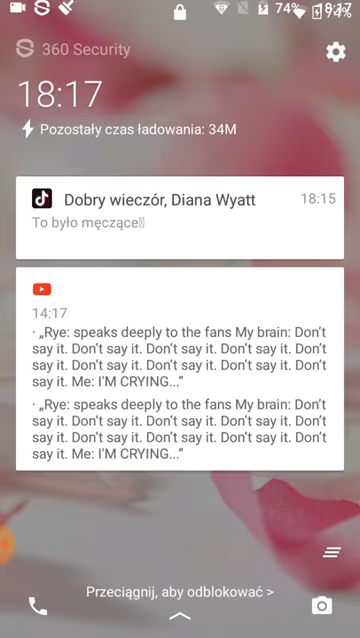 74% 18:17
74%
360 Security
18:17
Pozostały czas ładowania: 34M
Dobry wieczór, Diana Wyatt 18:15
To było męczące
14:17
· „Rye: speaks deeply to the fans My brain: Don't
say it. Don't say it. Don't say it. Don't say it. Don't
say it. Don't say it. Don't say it. Don't say it. Don't
say it. Me: I'M CRYING...”
· „Rye: speaks deeply to the fans My brain: Don't
say it. Don't say it. Don't say it. Don't say it. Don't
say it. Don't say it. Don't say it. Don't say it. Don't
say it. Me: I'M CRYING...”
Przeciągnij, aby odblokować >